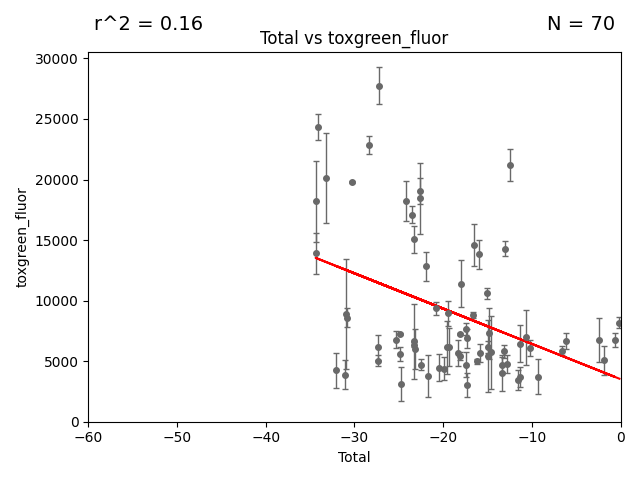 r^2 = 0.16
N = 70
Total vs toxgreen_fluor
30000
25000
20000
15000
10000
5000
0
toxgreen_fluor
−60
−50
−40
−30
−20
−10
0
Total